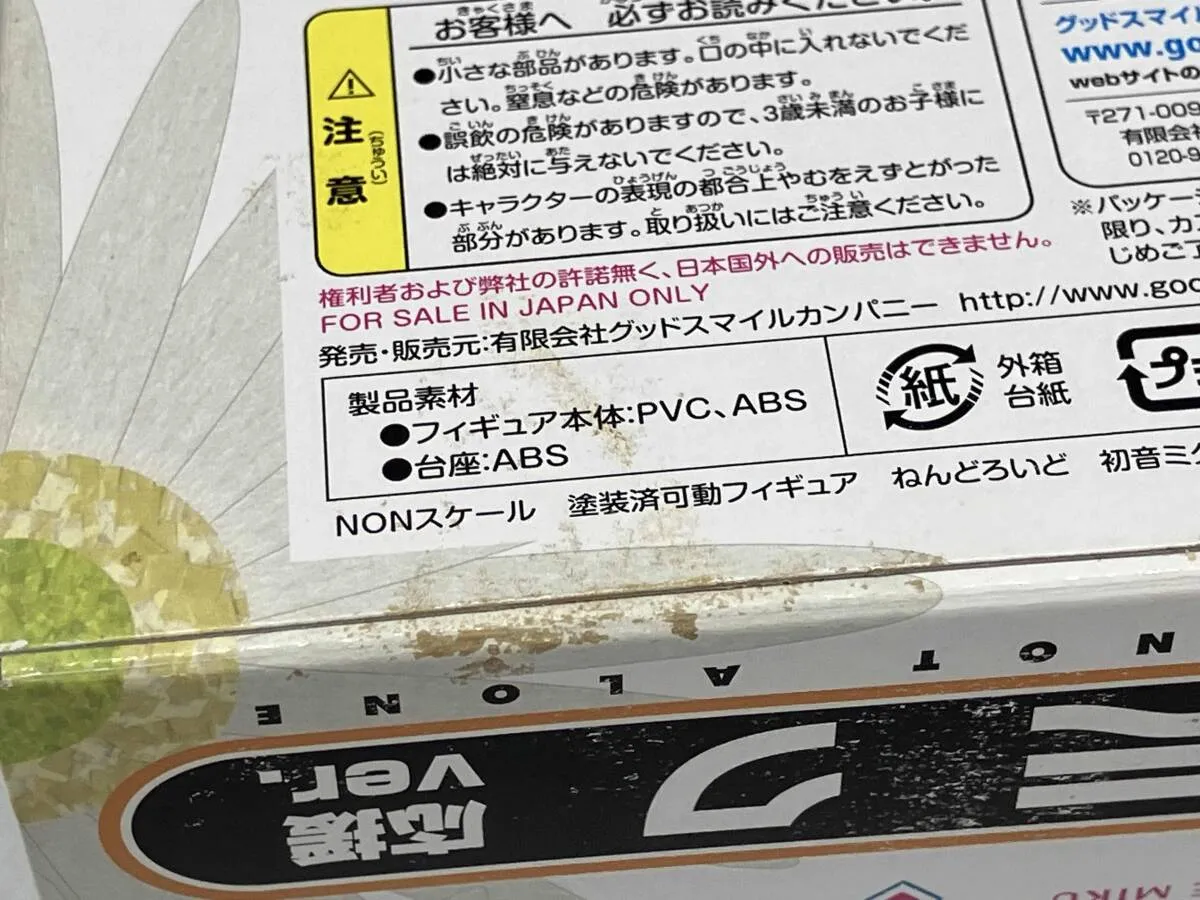 お客様へ 必ずお読みください。
注意
(ちゅうい)
●小さな部品があります。口の中に入れないでくだ
さい。窒息などの危険があります。
●誤飲の危険がありますので、3歳未満のお子様に
は絶対に与えないでください。
●キャラクターの表現の都合上やむをえずとがった
部分があります。取り扱いにはご注意ください。
権利者および弊社の許諾無く、日本国外への販売はできません。
FOR SALE IN JAPAN ONLY
発売・販売元:有限会社グッドスマイルカンパニー http://www.goo
製品素材
●フィギュア本体:PVC、ABS
●台座:ABS
紙
外箱
台紙
プ
NONスケール 塗装済可動フィギュア ねんどろいど 初音ミク
グッドスマイル
www.go
webサイトの
〒271-009
有限会
0120-9
※パッケー
限り、カ
じめご
NOT ALONE
ミク
応援
ver.
E MIKU